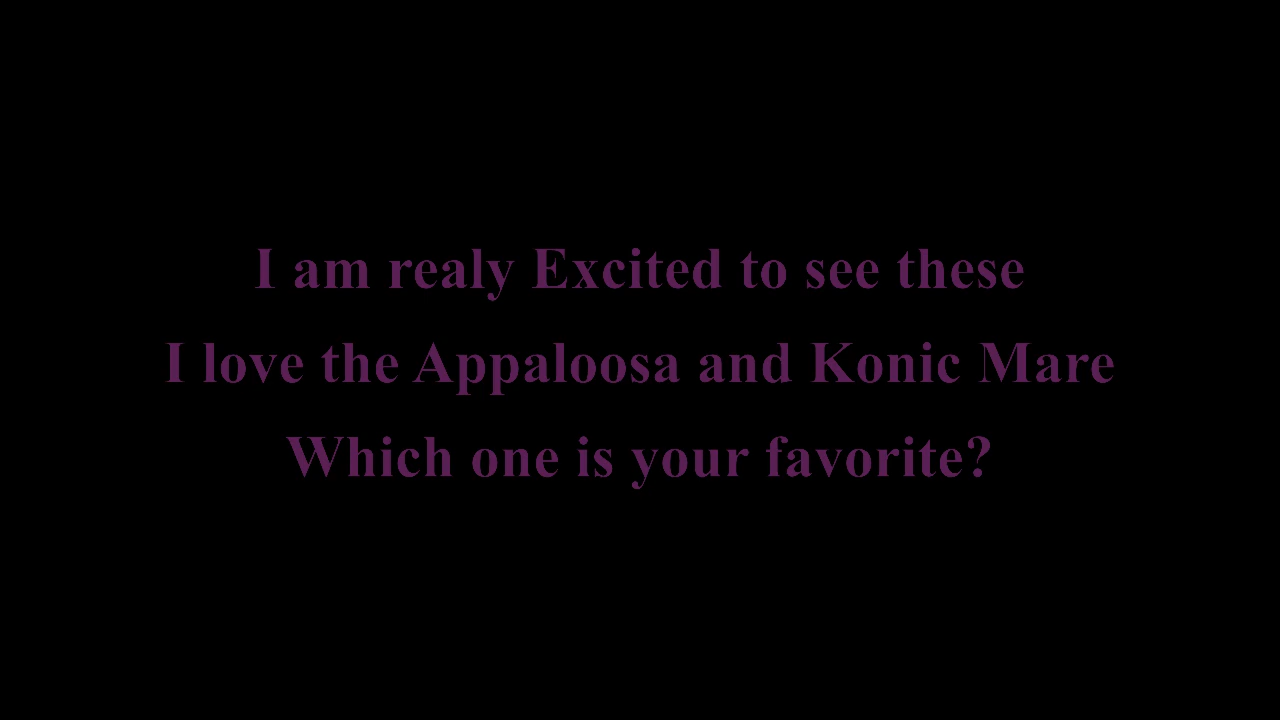 I am realy Excited to see these
I love the Appaloosa and Konic Mare
Which one is your favorite?